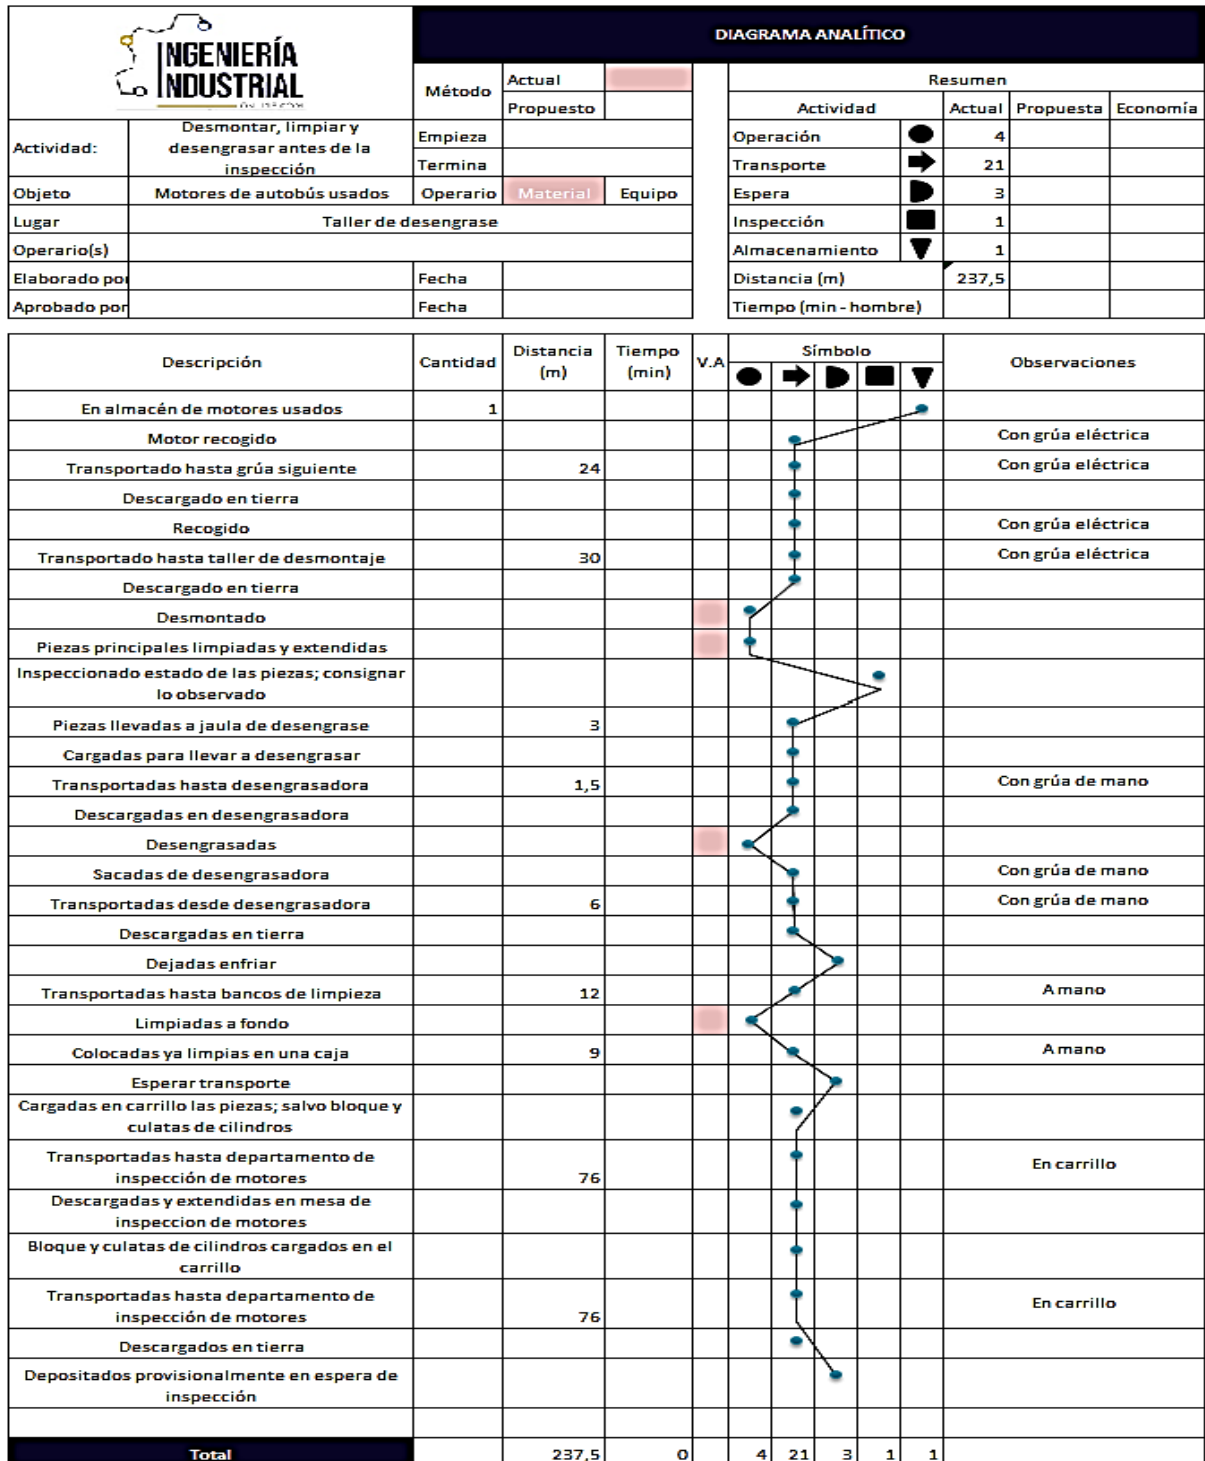 INGENIERÍA
INDUSTRIAL
DIAGRAMA ANALÍTICO
Método
Actual
Propuesto
Resumen
Actividad Actual Propuesta Economía
Actividad: Desmontar, limpiar y desengrasar antes de la inspección
Empieza
Termina
Operación 4
Transporte 21
Objeto Motores de autobús usados Operario Material Equipo
Espera 3
Lugar Taller de desengrase
Inspección 1
Operario(s)
Almacenamiento 1
Elaborado por Fecha
Distancia (m) 237,5
Aprobado por Fecha
Tiempo (min - hombre)
Descripción Cantidad Distancia (m) Tiempo (min) V.A Símbolo Observaciones
En almacén de motores usados 1
Motor recogido Con grúa eléctrica
Transportado hasta grúa siguiente 24 Con grúa eléctrica
Descargado en tierra
Recogido Con grúa eléctrica
Transportado hasta taller de desmontaje 30 Con grúa eléctrica
Descargado en tierra
Desmontado
Piezas principales limpiadas y extendidas
Inspeccionado estado de las piezas; consignar
lo observado
Piezas llevadas a jaula de desengrase 3
Cargadas para llevar a desengrasar
Transportadas hasta desengrasadora 1,5 Con grúa de mano
Descargadas en desengrasadora
Desengrasadas
Sacadas de desengrasadora Con grúa de mano
Transportadas desde desengrasadora 6 Con grúa de mano
Descargadas en tierra
Dejadas enfriar
Transportadas hasta bancos de limpieza 12 A mano
Limpiadas a fondo
Colocadas ya limpias en una caja 9 A mano
Esperar transporte
Cargadas en carrillo las piezas; salvo bloque y
culatas de cilindros
Transportadas hasta departamento de
inspección de motores 76 En carrillo
Descargadas y extendidas en mesa de
inspeccion de motores
Bloque y culatas de cilindros cargados en el
carrillo
Transportadas hasta departamento de
inspección de motores 76 En carrillo
Descargados en tierra
Depositados provisionalmente en espera de
inspección
Total 237,5 0 4 21 3 1 1